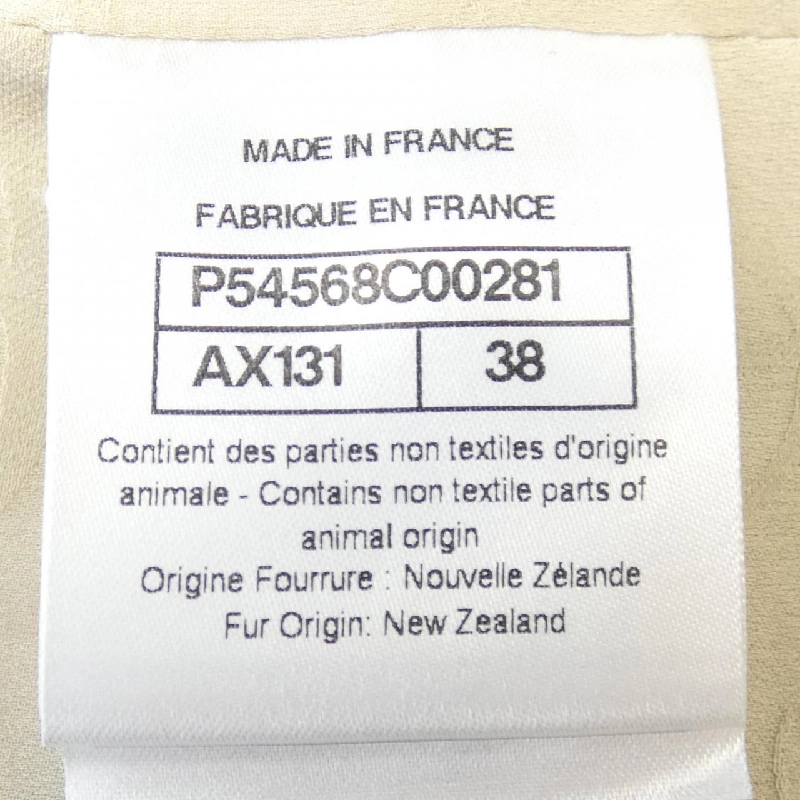 MADE IN FRANCE
FABRIQUE EN FRANCE
P54568C00281
AX131 38
Contient des parties non textiles d'origine
animale - Contains non textile parts of
animal origin
Origine Fourrure : Nouvelle Zélande
Fur Origin: New Zealand